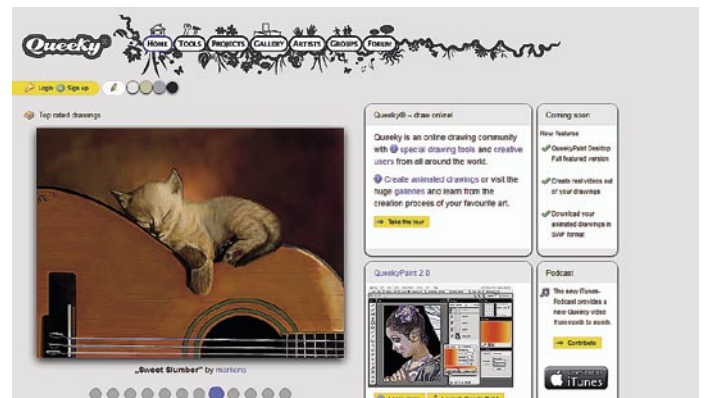 Queeky®
HOME TOOLS PROJECTS GALLERY ARTISTS GROUPS FORUM
Login Sign up
Top rated drawings
„Sweet Slumber" by
Queeky® – draw online!
Queeky is an online drawing community
with special drawing tools and creative
users from all around the world.
Create animated drawings or visit the
huge galleries and learn from the
creation process of your favourite art.
Take the tour
Coming soon
New features
QueekyPaint Desktop
Full featured version
Create real videos out
of your drawings
Download your
animated drawings in
SWF format
QueekyPaint 2.0
Podcast
The new iTunes-
Podcast provides a
new Queeky video
from month to month.
Contribute
iTunes